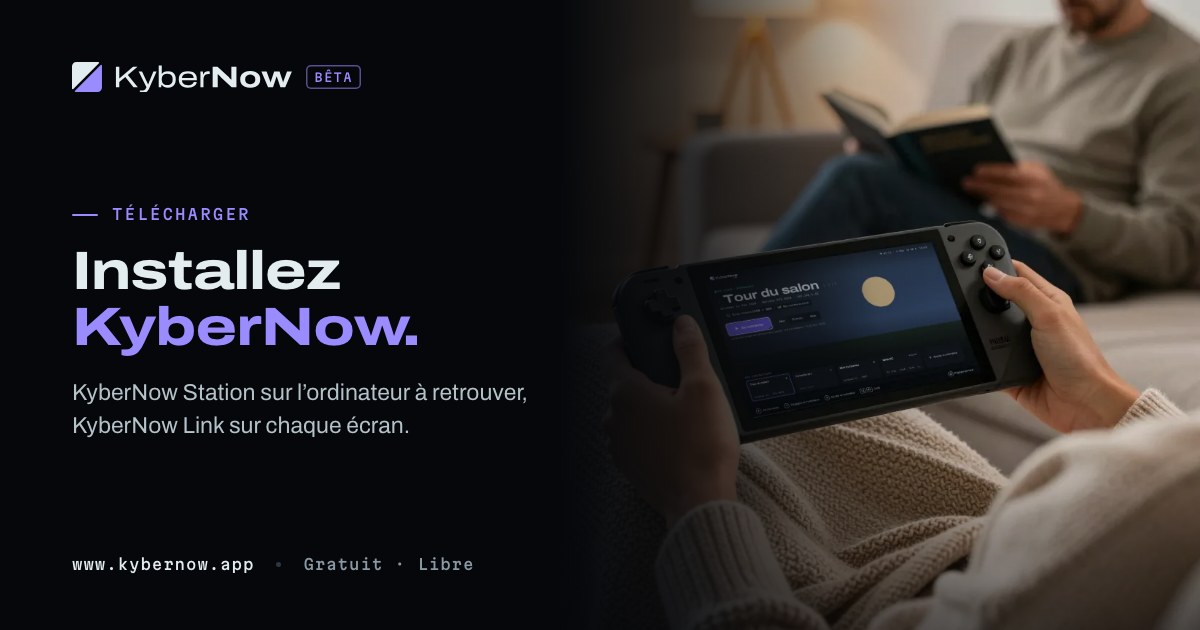 KyberNow BÊTA
TÉLÉCHARGER
Installez
KyberNow.
KyberNow Station sur l’ordinateur à retrouver,
KyberNow Link sur chaque écran.
www.kybernow.app • Gratuit · Libre
Tour du salon